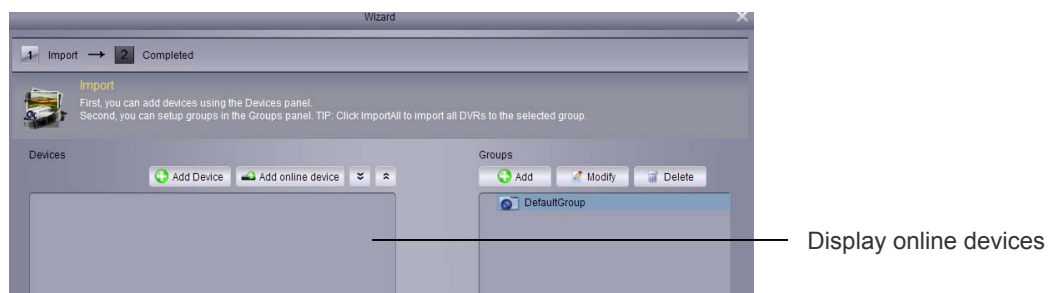 Wizard
1 Import → 2 Completed
Import
First, you can add devices using the Devices panel.
Second, you can setup groups in the Groups panel. TIP: Click ImportAll to import all DVRs to the selected group.
Devices
Add Device Add online device
Groups
Add Modify Delete
DefaultGroup
Display online devices